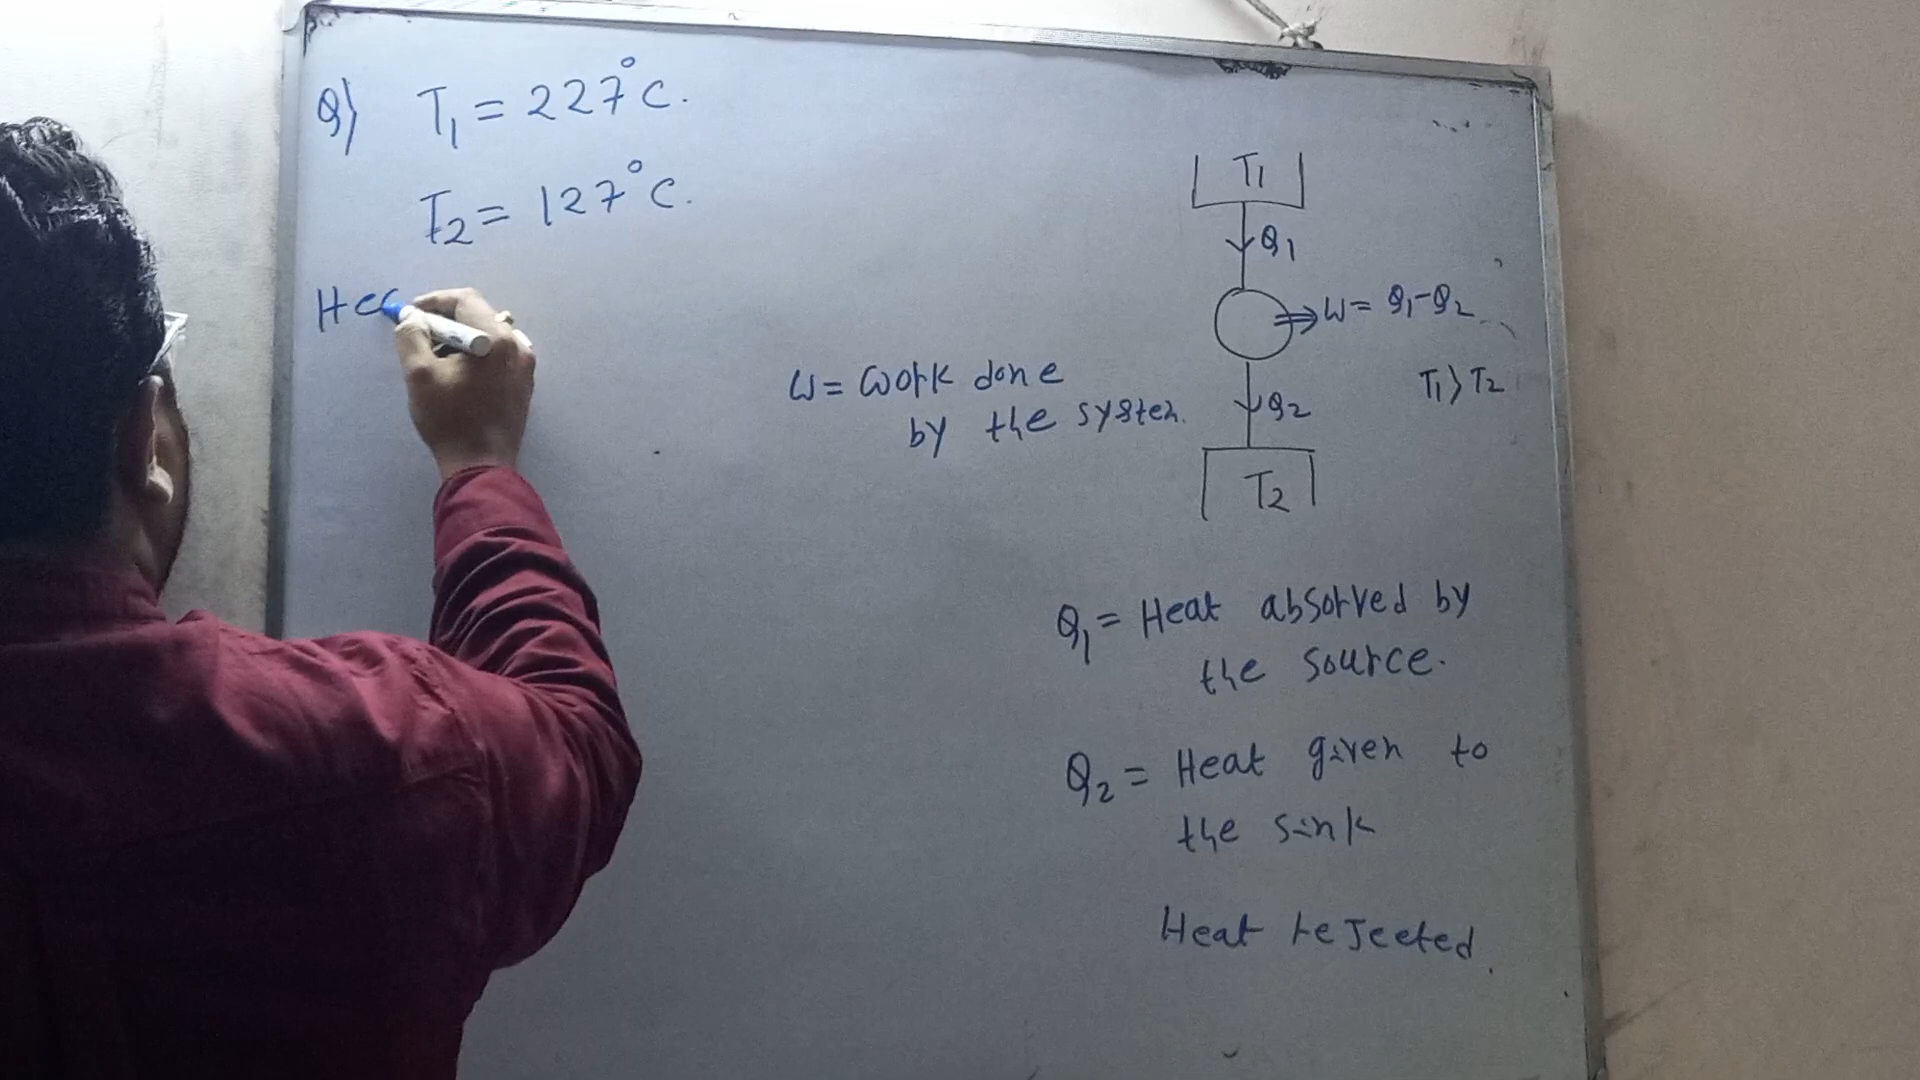 Q) T1 = 227°C.
T2 = 127°C.
Hea
T1
Q1
W = Q1-Q2
T1 > T2
W = Work done
by the system.
Q2
T2
Q1 = Heat absorved by
the source.
Q2 = Heat given to
the sink
Heat reJected.